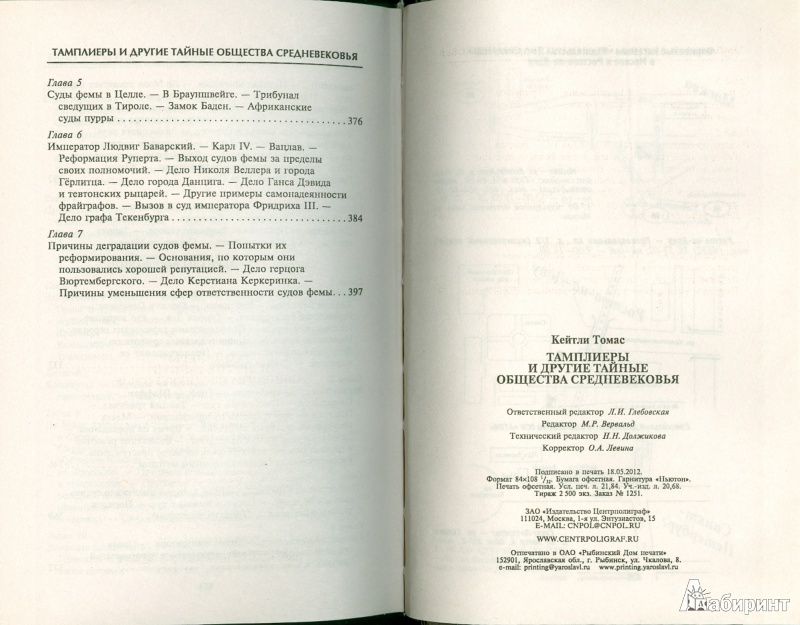 ТАМПЛИЕРЫ И ДРУГИЕ ТАЙНЫЕ ОБЩЕСТВА СРЕДНЕВЕКОВЬЯ
Глава 5
Суды фемы в Целле. — В Брауншвейге. — Трибунал
сведущих в Тироле. — Замок Баден. — Африканские
суды пурры . . . . . . . . . . . . . . . . . . . . . . . . . . . . . 376
Глава 6
Император Людвиг Баварский. — Карл IV. — Вацлав. —
Реформация Руперта. — Выход судов фемы за пределы
своих полномочий. — Дело Николя Веллера и города
Гёрлитца. — Дело города Данцига. — Дело Ганса Дэвида
и тевтонских рыцарей. — Другие примеры самонадеянности
фрайграфов. — Вызов в суд императора Фридриха III. —
Дело графа Текенбурга . . . . . . . . . . . . . . . . . . . . . . 384
Глава 7
Причины деградации судов фемы. — Попытки их
реформирования. — Основания, по которым они
пользовались хорошей репутацией. — Дело герцога
Вюртембергского. — Дело Керстиана Керкеринка. —
Причины уменьшения сфер ответственности судов фемы. . . 397
Кейтли Томас
ТАМПЛИЕРЫ
И ДРУГИЕ ТАЙНЫЕ
ОБЩЕСТВА СРЕДНЕВЕКОВЬЯ
Ответственный редактор Л.И. Глебовская
Редактор М.Р. Вервальд
Технический редактор Н.Н. Должикова
Корректор О.А. Левина
Подписано в печать 18.05.2012.
Формат 84×108 1/32. Бумага офсетная. Гарнитура «Ньютон».
Печать офсетная. Усл. печ. л. 21,84. Уч.-изд. л. 20,68.
Тираж 2 500 экз. Заказ № 1251.
ЗАО «Издательство Центрполиграф»
111024, Москва, 1-я ул. Энтузиастов, 15
E-MAIL: CNPOL@CNPOL.RU
WWW.CENTRPOLIGRAF.RU
Отпечатано в ОАО «Рыбинский Дом печати»
152901, Ярославская обл., г. Рыбинск, ул. Чкалова, 8.
e-mail: printing@yaroslavl.ru www.printing.yaroslavl.ru
Лабиринт